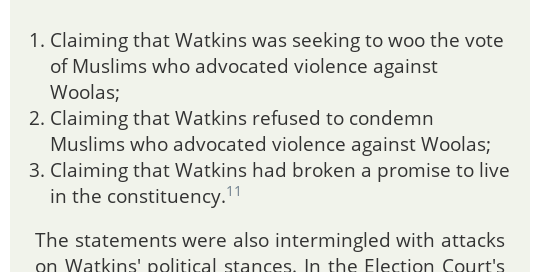 1. Claiming that Watkins was seeking to woo the vote
of Muslims who advocated violence against
Woolas;
2. Claiming that Watkins refused to condemn
Muslims who advocated violence against Woolas;
3. Claiming that Watkins had broken a promise to live
in the constituency.11
The statements were also intermingled with attacks
on Watkins' political stances. In the Election Court's